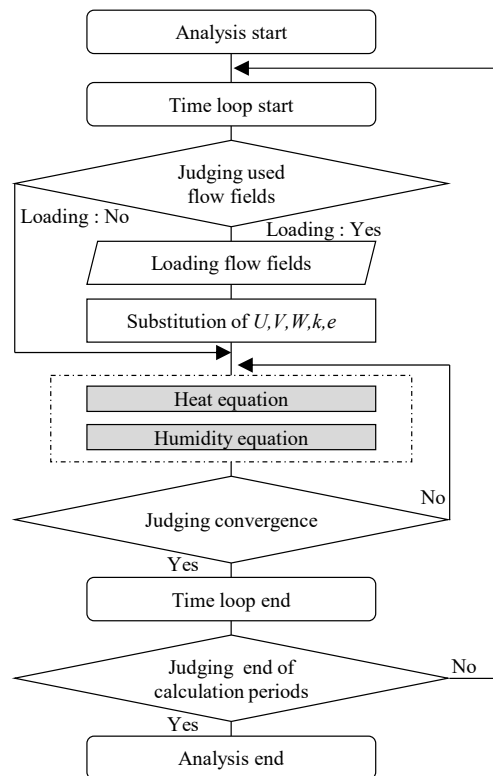 Analysis start
Time loop start
Judging used
flow fields
Loading : No
Loading : Yes
Loading flow fields
Substitution of U,V,W,k,e
Heat equation
Humidity equation
No
Judging convergence
Yes
Time loop end
Judging end of
calculation periods
No
Yes
Analysis end